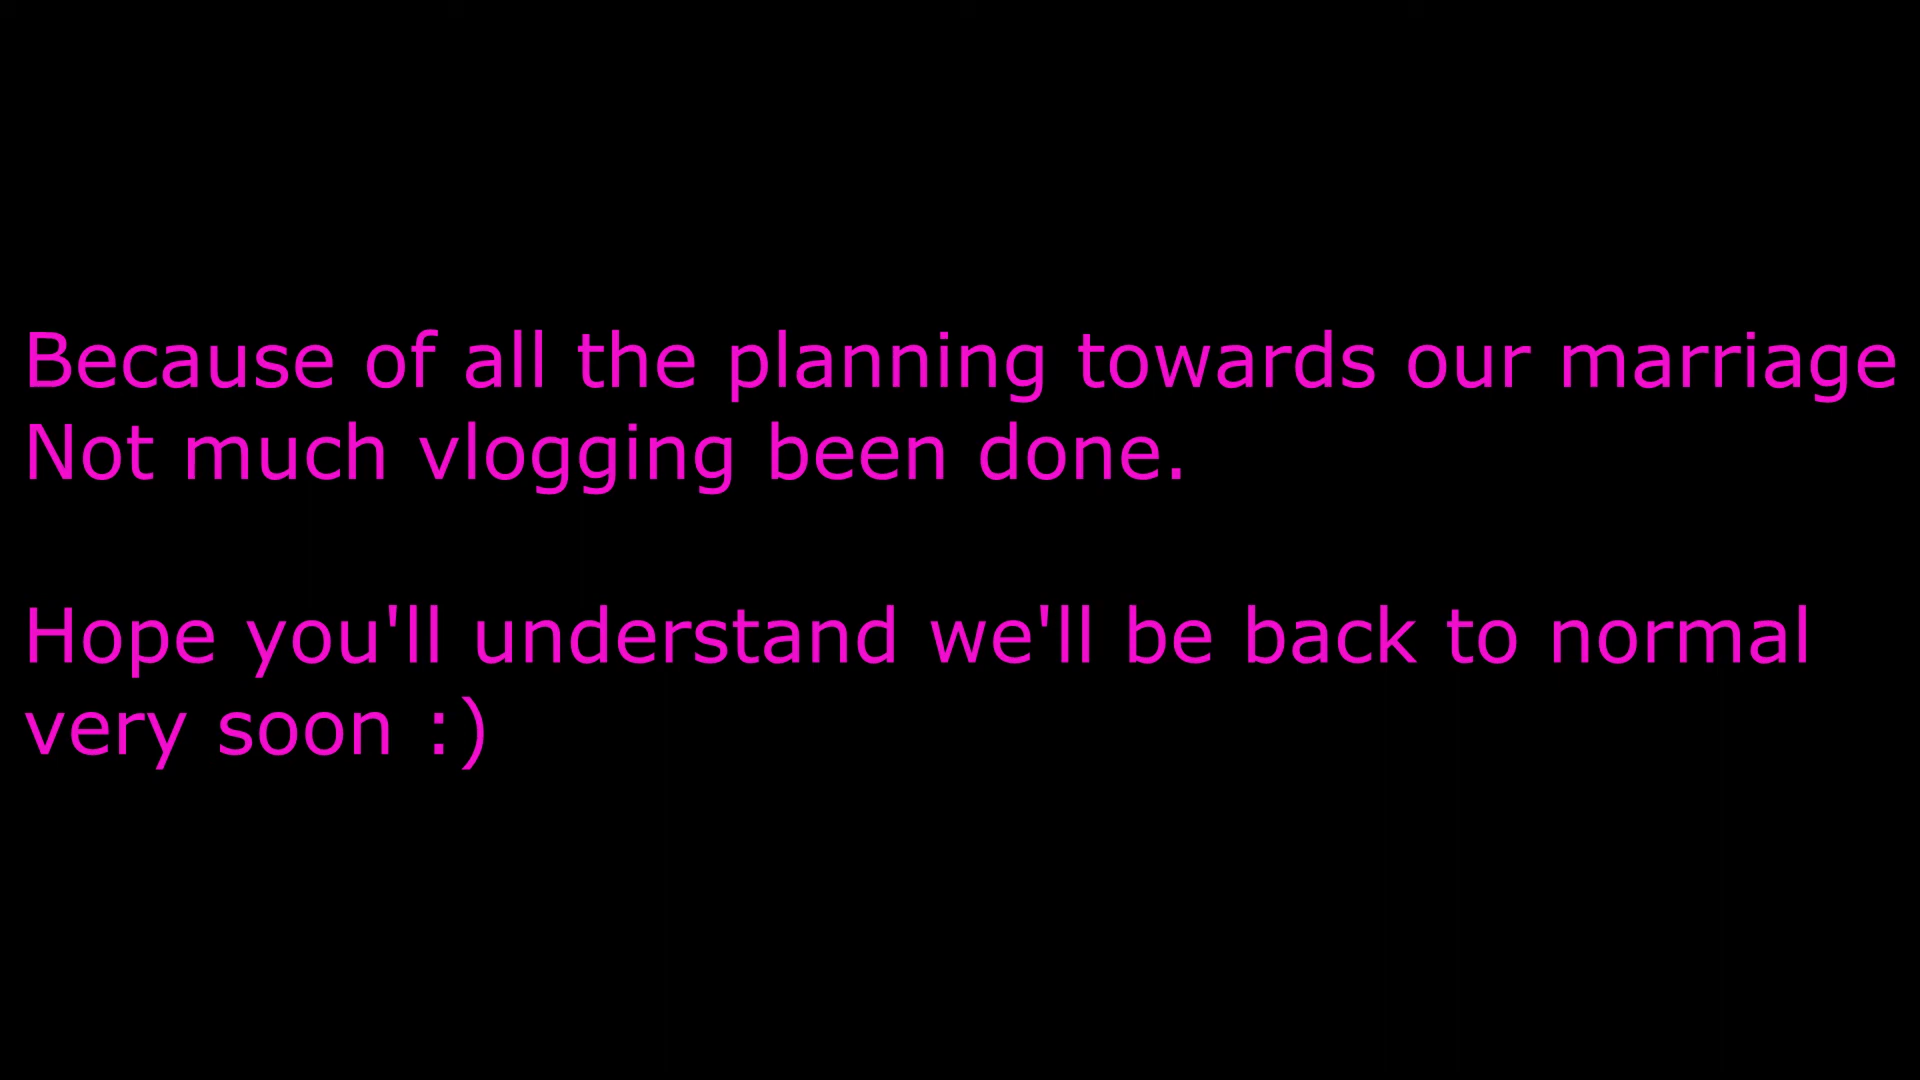 Because of all the planning towards our marriage
Not much vlogging been done.
Hope you'll understand we'll be back to normal
very soon :)